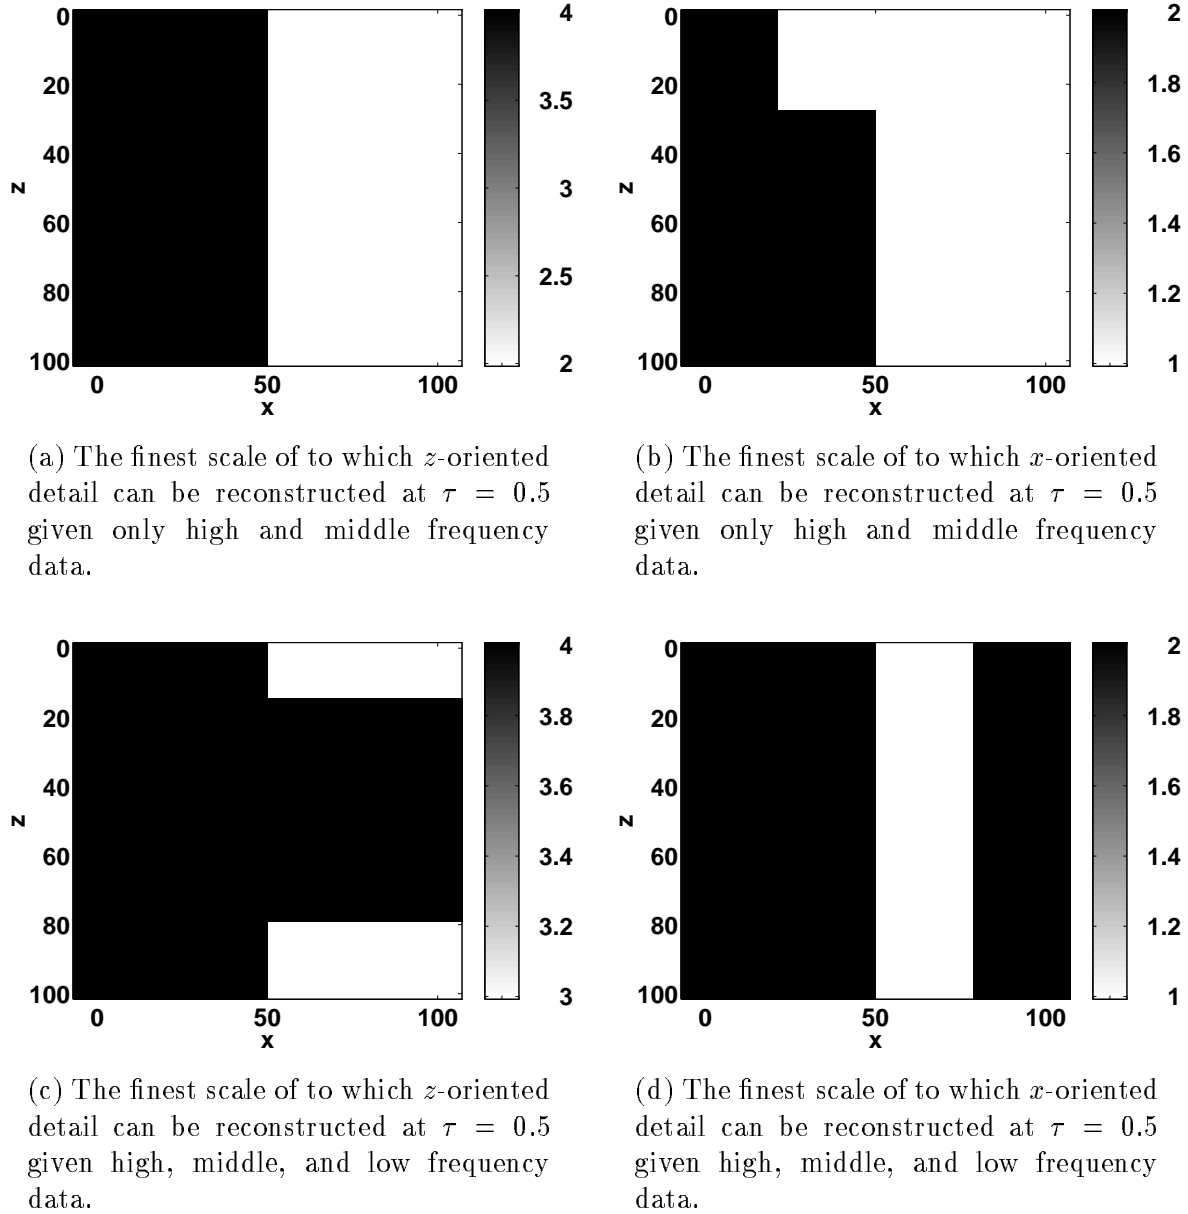 0
20
40
60
80
100
z
0 50 100
x
4
3.5
3
2.5
2
0
20
40
60
80
100
z
0 50 100
x
2
1.8
1.6
1.4
1.2
1
(a) The finest scale of to which z-oriented
detail can be reconstructed at τ = 0.5
given only high and middle frequency
data.
(b) The finest scale of to which x-oriented
detail can be reconstructed at τ = 0.5
given only high and middle frequency
data.
0
20
40
60
80
100
z
0 50 100
x
4
3.8
3.6
3.4
3.2
3
0
20
40
60
80
100
z
0 50 100
x
2
1.8
1.6
1.4
1.2
1
(c) The finest scale of to which z-oriented
detail can be reconstructed at τ = 0.5
given high, middle, and low frequency
data.
(d) The finest scale of to which x-oriented
detail can be reconstructed at τ = 0.5
given high, middle, and low frequency
data.